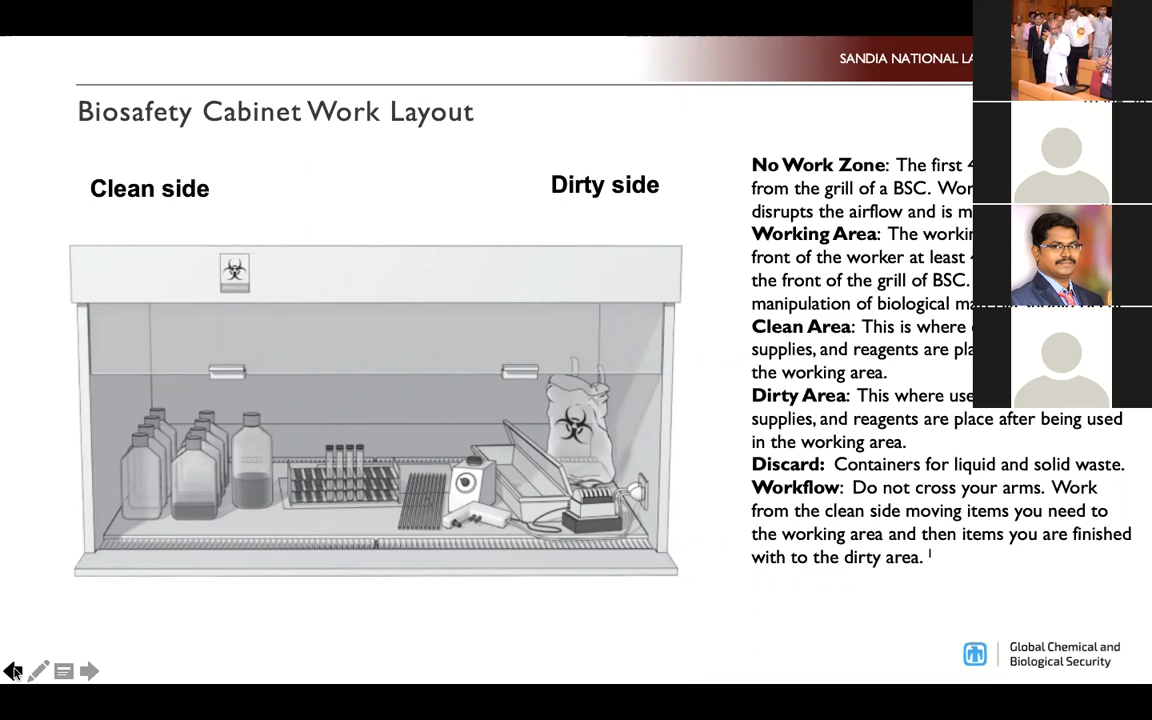 SANDIA NATIONAL
Biosafety Cabinet Work Layout
Clean side
Dirty side
No Work Zone: The first
from the grill of a BSC.
disrupts the airflow and is
Working Area: The
front of the worker at least
the front of the grill of BSC.
manipulation of biological
Clean Area: This is where
supplies, and reagents are
the working area.
Dirty Area: This where
supplies, and reagents are place after being used
in the working area.
Discard: Containers for liquid and solid waste.
Workflow: Do not cross your arms. Work
from the clean side moving items you need to
the working area and then items you are finished
with to the dirty area. 1
Global Chemical and
Biological Security